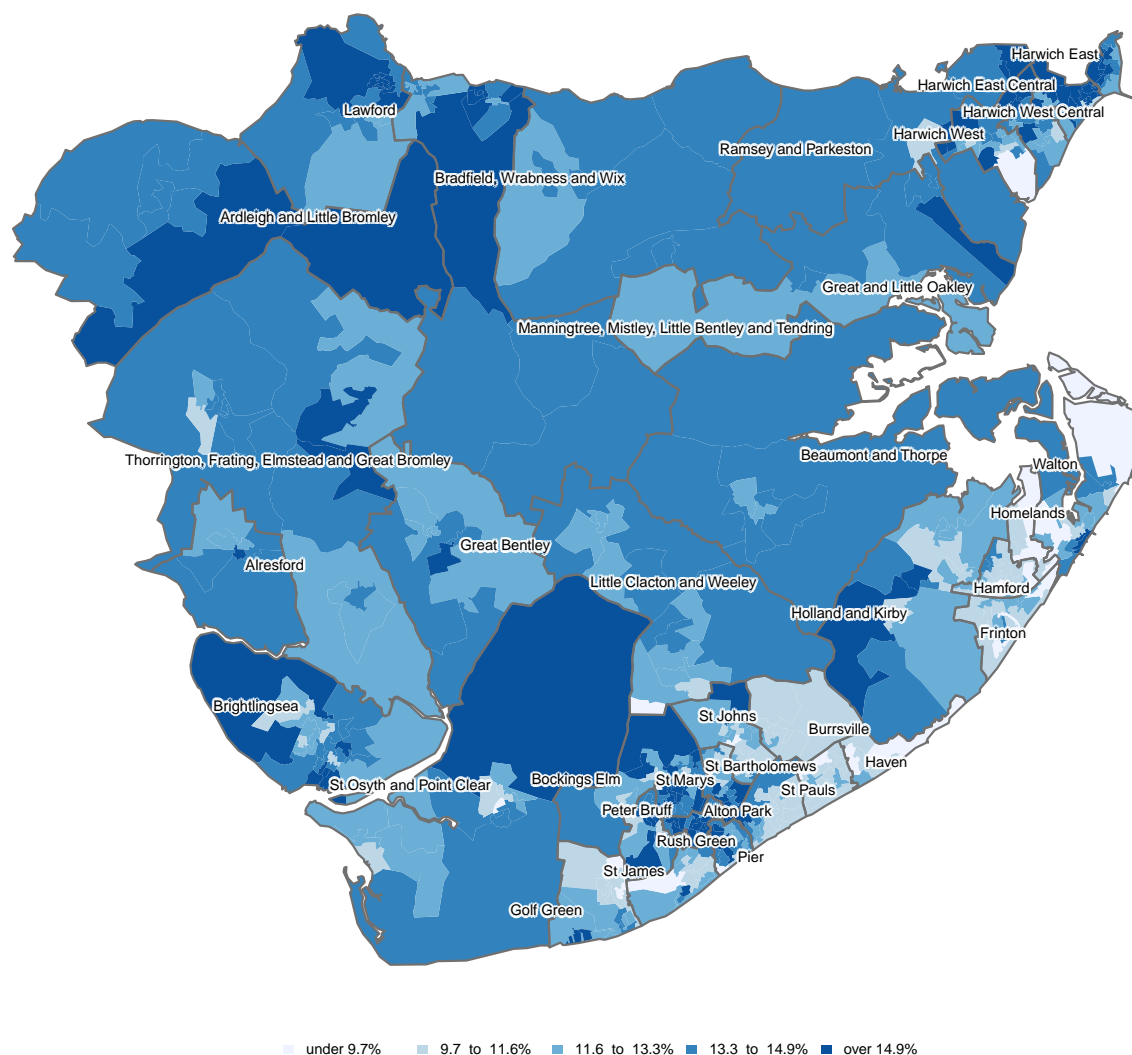 Harwich East
Harwich East Central
Lawford
Harwich West Central
Harwich West
Ramsey and Parkeston
Bradfield, Wrabness and Wix
Ardleigh and Little Bromley
Great and Little Oakley
Manningtree, Mistley, Little Bentley and Tendring
Beaumont and Thorpe
Thorrington, Frating, Elmstead and Great Bromley
Walton
Homelands
Great Bentley
Alresford
Little Clacton and Weeley
Hamford
Holland and Kirby
Frinton
Brightlingsea
St Johns
Burrsville
Haven
St Bartholomews
Bockings Elm
St Marys
St Osyth and Point Clear
St Pauls
Peter Bruff
Alton Park
Rush Green
Pier
St James
Golf Green
under 9.7% 9.7 to 11.6% 11.6 to 13.3% 13.3 to 14.9% over 14.9%